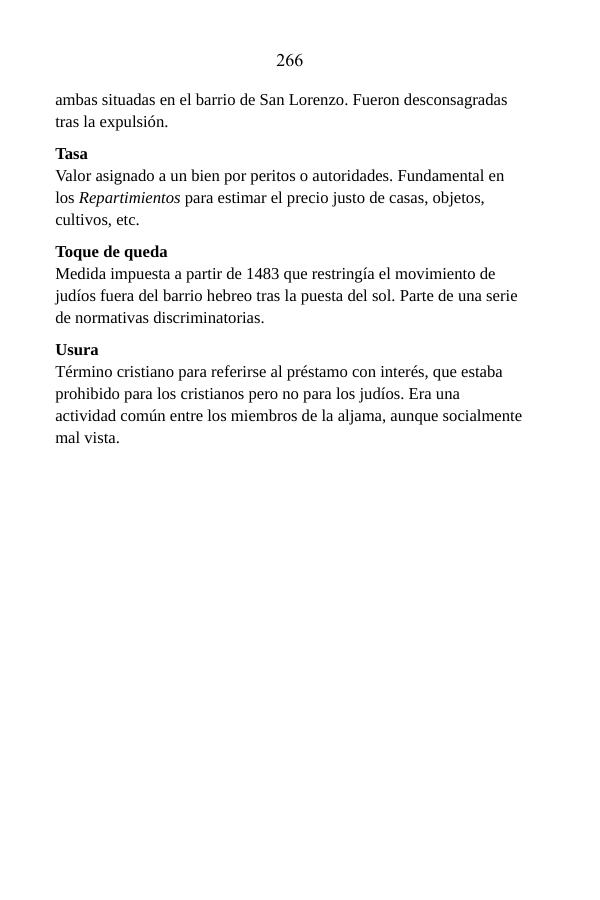 266
ambas situadas en el barrio de San Lorenzo. Fueron desconsagradas
tras la expulsión.
Tasa
Valor asignado a un bien por peritos o autoridades. Fundamental en
los Repartimientos para estimar el precio justo de casas, objetos,
cultivos, etc.
Toque de queda
Medida impuesta a partir de 1483 que restringía el movimiento de
judíos fuera del barrio hebreo tras la puesta del sol. Parte de una serie
de normativas discriminatorias.
Usura
Término cristiano para referirse al préstamo con interés, que estaba
prohibido para los cristianos pero no para los judíos. Era una
actividad común entre los miembros de la aljama, aunque socialmente
mal vista.